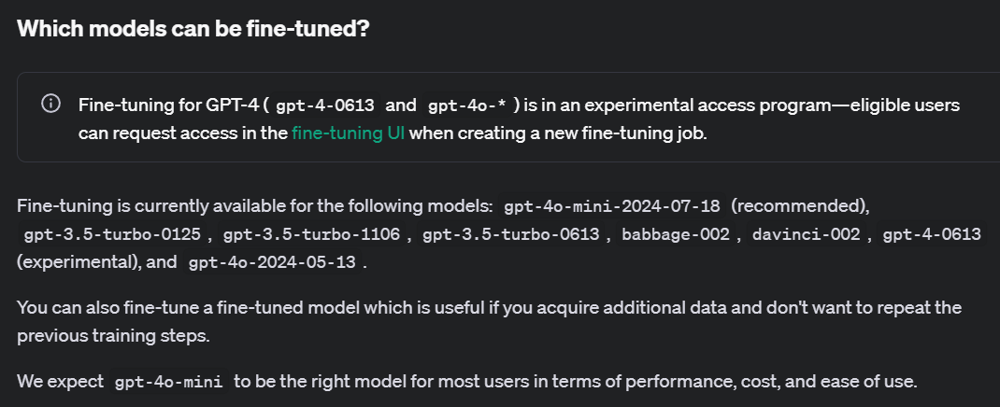 Which models can be fine-tuned?
Fine-tuning for GPT-4 ( gpt-4-0613 and gpt-4o-* ) is in an experimental access program—eligible users
can request access in the fine-tuning UI when creating a new fine-tuning job.
Fine-tuning is currently available for the following models: gpt-4o-mini-2024-07-18 (recommended),
gpt-3.5-turbo-0125 , gpt-3.5-turbo-1106 , gpt-3.5-turbo-0613 , babbage-002 , davinci-002 , gpt-4-0613
(experimental), and gpt-4o-2024-05-13 .
You can also fine-tune a fine-tuned model which is useful if you acquire additional data and don't want to repeat the
previous training steps.
We expect gpt-4o-mini to be the right model for most users in terms of performance, cost, and ease of use.